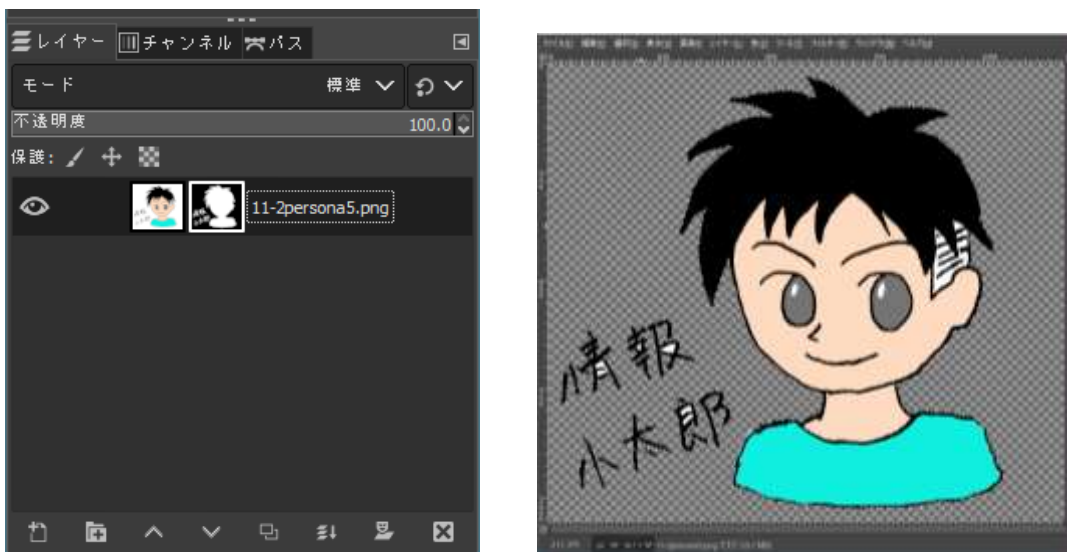 レイヤー チャンネル パス
モード 標準
不透明度 100.0
保護:
11-2persona5.png
情報
小太郎